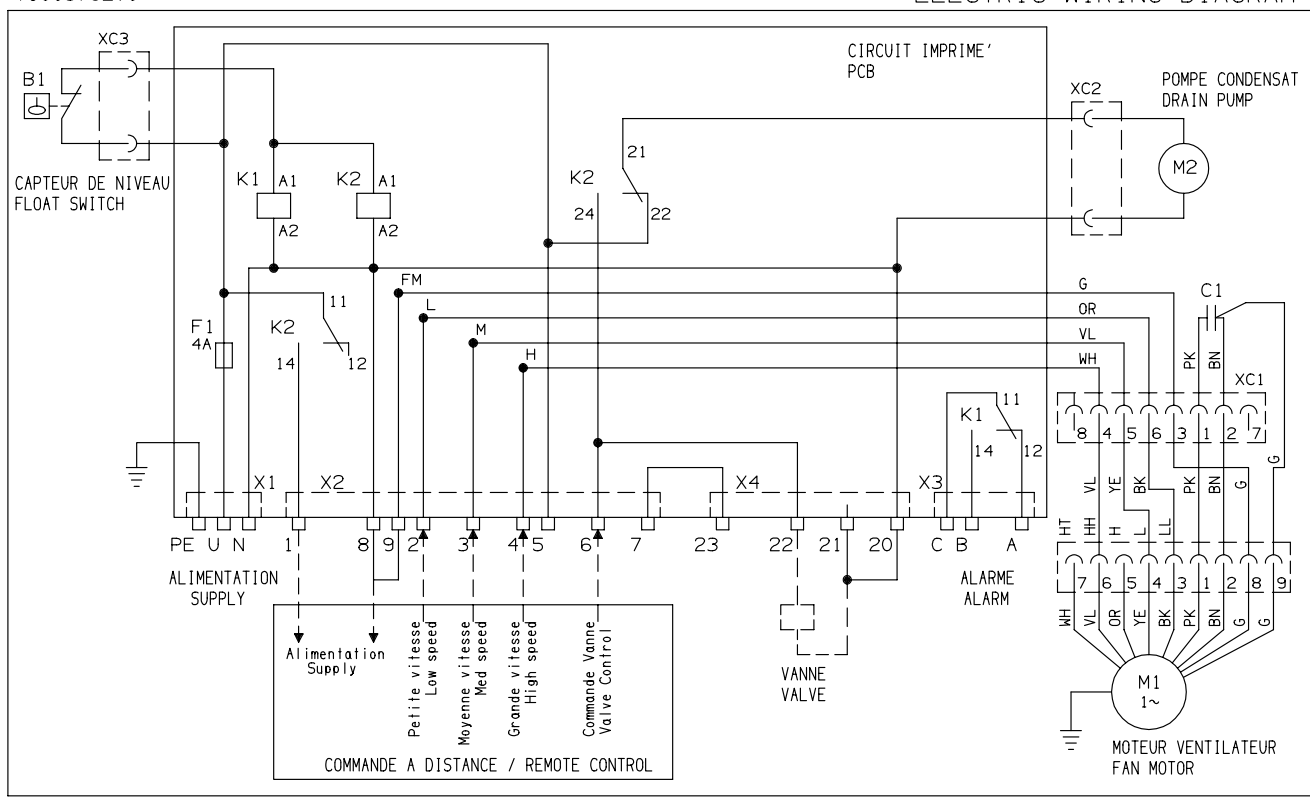 ELECTRIC WIRING DIAGRAM
XC3
CIRCUIT IMPRIME'
PCB
B1
XC2
POMPE CONDENSAT
DRAIN PUMP
CAPTEUR DE NIVEAU
FLOAT SWITCH
K1 A1
A2
K2 A1
A2
K2
21
24
22
M2
FM
L
M
H
G
OR
VL
WH
C1
PK
BN
XC1
F1
4A
K2
11
14
12
K1
11
14
12
8 4 5 6 3 1 2 7
VL YE BK PK BN G G
X1 X2 X4 X3
PE U N 1 8 9 2 3 4 5 6 7 23 22 21 20 C B A
HT HH H L LL
7 6 5 4 3 1 2 8 9
WH VL OR YE BK PK BN G G
ALIMENTATION
SUPPLY
ALARME
ALARM
Alimentation
Supply
Petite vitesse
Low speed
Moyenne vitesse
Med speed
Grande vitesse
High speed
Commande Vanne
Valve Control
VANNE
VALVE
M1
1~
COMMANDE A DISTANCE / REMOTE CONTROL
MOTEUR VENTILATEUR
FAN MOTOR